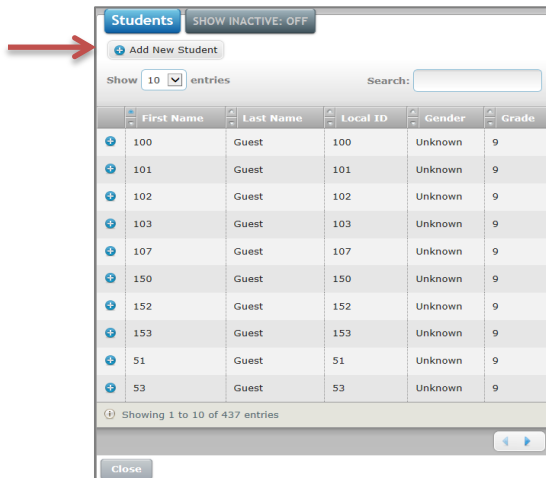 Students SHOW INACTIVE: OFF
Add New Student
Show 10 entries Search:
First Name Last Name Local ID Gender Grade
100 Guest 100 Unknown 9
101 Guest 101 Unknown 9
102 Guest 102 Unknown 9
103 Guest 103 Unknown 9
107 Guest 107 Unknown 9
150 Guest 150 Unknown 9
152 Guest 152 Unknown 9
153 Guest 153 Unknown 9
51 Guest 51 Unknown 9
53 Guest 53 Unknown 9
Showing 1 to 10 of 437 entries
Close